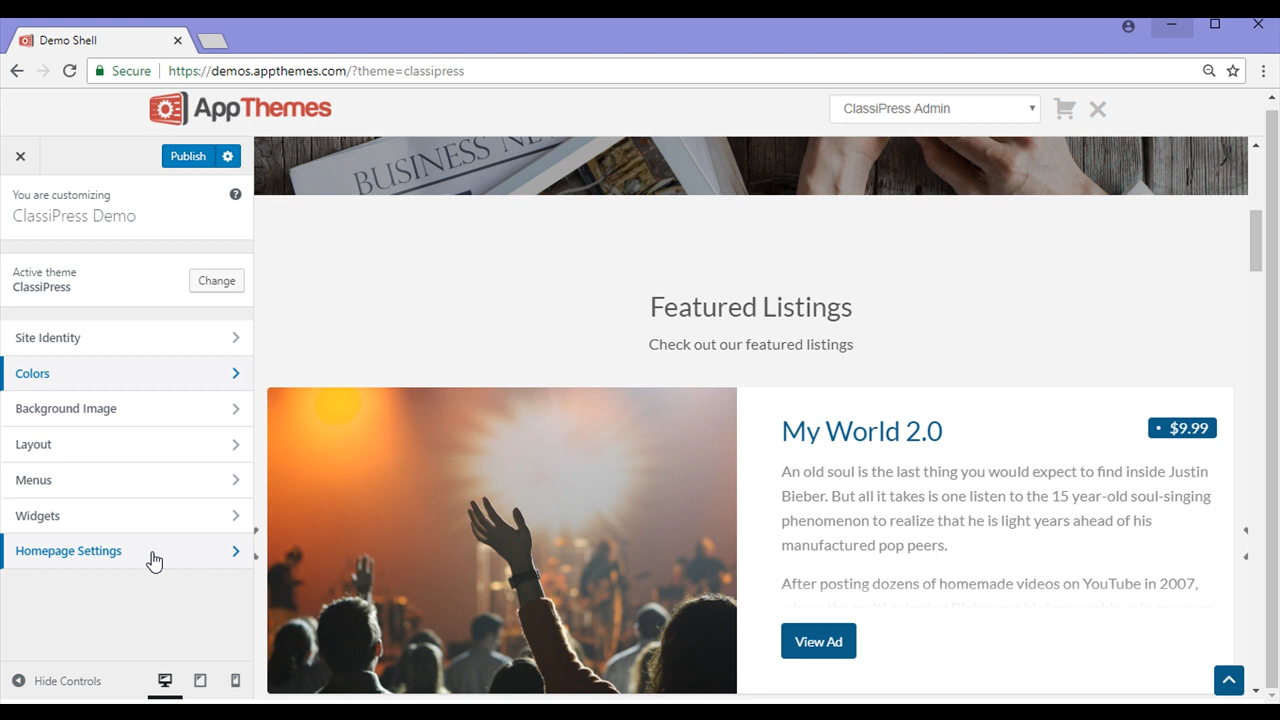 Demo Shell
Secure
https://demos.appthemes.com/?theme=classipress
AppThemes
ClassiPress Admin
Publish
You are customizing
ClassiPress Demo
Active theme
ClassiPress
Change
Site Identity
Colors
Background Image
Layout
Menus
Widgets
Homepage Settings
Hide Controls
BUSINESS NE
Featured Listings
Check out our featured listings
My World 2.0
$9.99
An old soul is the last thing you would expect to find inside Justin
Bieber. But all it takes is one listen to the 15 year-old soul-singing
phenomenon to realize that he is light years ahead of his
manufactured pop peers.
After posting dozens of homemade videos on YouTube in 2007,
View Ad